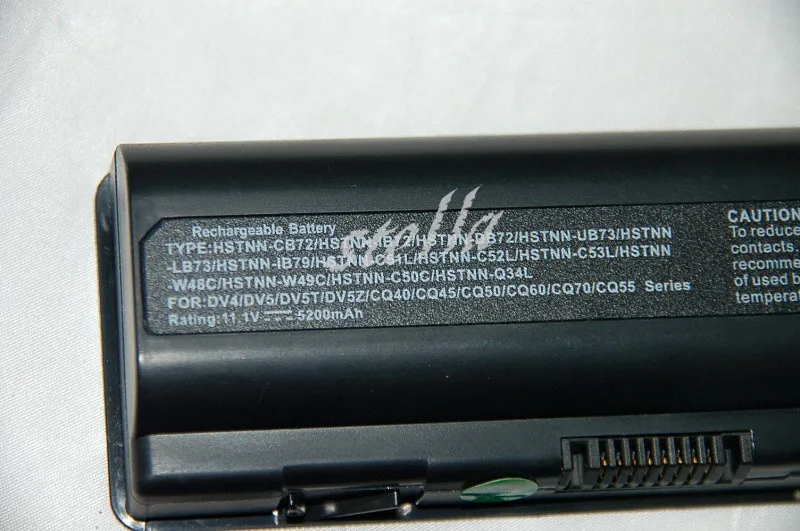 Rechargeable Battery
TYPE:HSTNN-CB72/HSTNN-IB72/HSTNN-DB72/HSTNN-UB73/HSTNN
-LB73/HSTNN-IB79/HSTNN-C51L/HSTNN-C52L/HSTNN-C53L/HSTNN
-W48C/HSTNN-W49C/HSTNN-C50C/HSTNN-Q34L
FOR:DV4/DV5/DV5T/DV5Z/CQ40/CQ45/CQ50/CQ60/CQ70/CQ55 Series
Rating:11.1V 5200mAh
CAUTION
To reduce
contacts.
recomme
of used b
temperat
stella